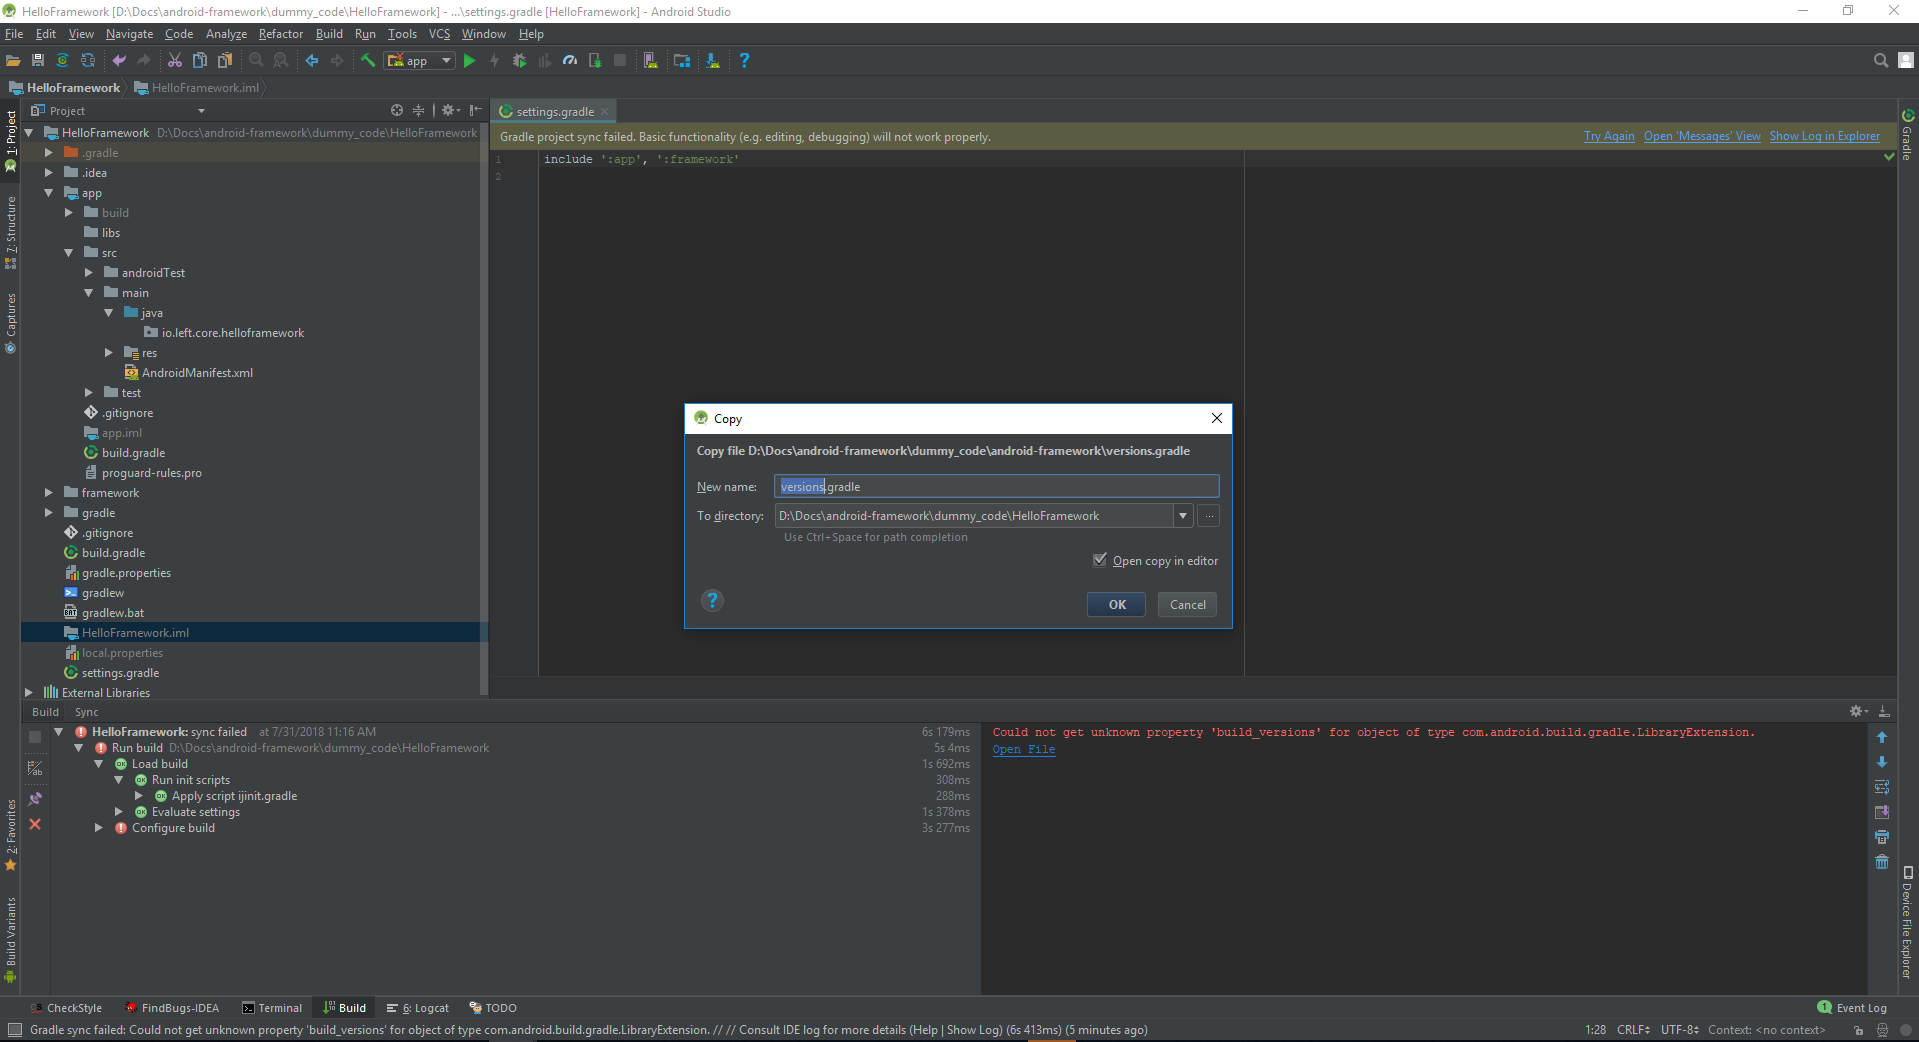 HelloFramework [D:\Docs\android-framework\dummy_code\HelloFramework] - ...\settings.gradle [HelloFramework] - Android Studio
File Edit View Navigate Code Analyze Refactor Build Run Tools VCS Window Help
app
HelloFramework HelloFramework.iml
Project
settings.gradle
1: Project
7: Structure
Captures
2: Favorites
Build Variants
Gradle
Device File Explorer
HelloFramework D:\Docs\android-framework\dummy_code\HelloFramework
.gradle
.idea
app
build
libs
src
androidTest
main
java
io.left.core.helloframework
res
AndroidManifest.xml
test
.gitignore
app.iml
build.gradle
proguard-rules.pro
framework
gradle
.gitignore
build.gradle
gradle.properties
gradlew
gradlew.bat
HelloFramework.iml
local.properties
settings.gradle
External Libraries
Gradle project sync failed. Basic functionality (e.g. editing, debugging) will not work properly.
Try Again Open 'Messages' View Show Log in Explorer
1 include ':app', ':framework'
2
Copy
Copy file D:\Docs\android-framework\dummy_code\android-framework\versions.gradle
New name: versions.gradle
To directory: D:\Docs\android-framework\dummy_code\HelloFramework
...
Use Ctrl+Space for path completion
Open copy in editor
?
OK Cancel
Build Sync
HelloFramework: sync failed at 7/31/2018 11:16 AM 6s 179ms
Run build D:\Docs\android-framework\dummy_code\HelloFramework 5s 4ms
Load build 1s 692ms
Run init scripts 308ms
Apply script ijinit.gradle 288ms
Evaluate settings 1s 378ms
Configure build 3s 277ms
Could not get unknown property 'build_versions' for object of type com.android.build.gradle.LibraryExtension.
Open File
CheckStyle FindBugs-IDEA Terminal Build 6: Logcat TODO
1 Event Log
Gradle sync failed: Could not get unknown property 'build_versions' for object of type com.android.build.gradle.LibraryExtension. // // Consult IDE log for more details (Help | Show Log) (6s 413ms) (5 minutes ago)
1:28 CRLF UTF-8 Context: <no context>